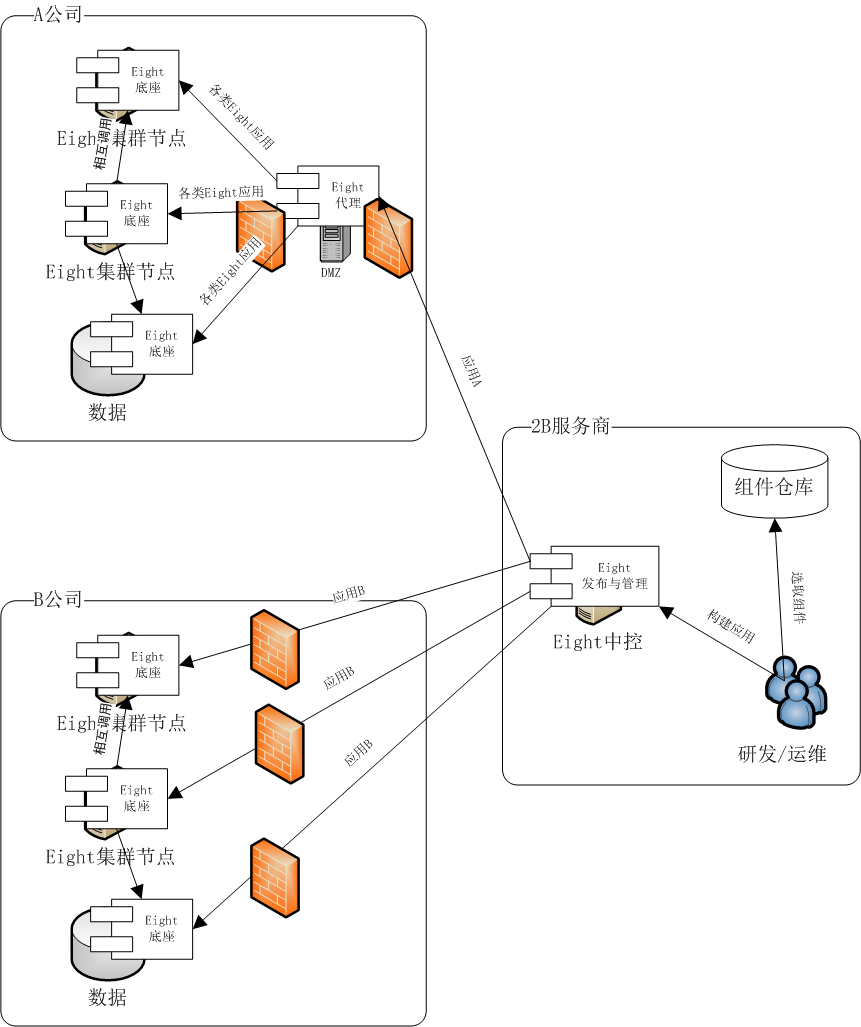 A公司
Eight
底座
Eight集群节点
相互调用
Eight
底座
Eight集群节点
Eight
底座
数据
各类Eight应用
各类Eight应用
各类Eight应用
Eight
代理
DMZ
应用A
2B服务商
组件仓库
选取组件
Eight
发布与管理
Eight中控
构建应用
研发/运维
B公司
应用B
应用B
应用B
Eight
底座
Eight集群节点
相互调用
Eight
底座
Eight集群节点
Eight
底座
数据